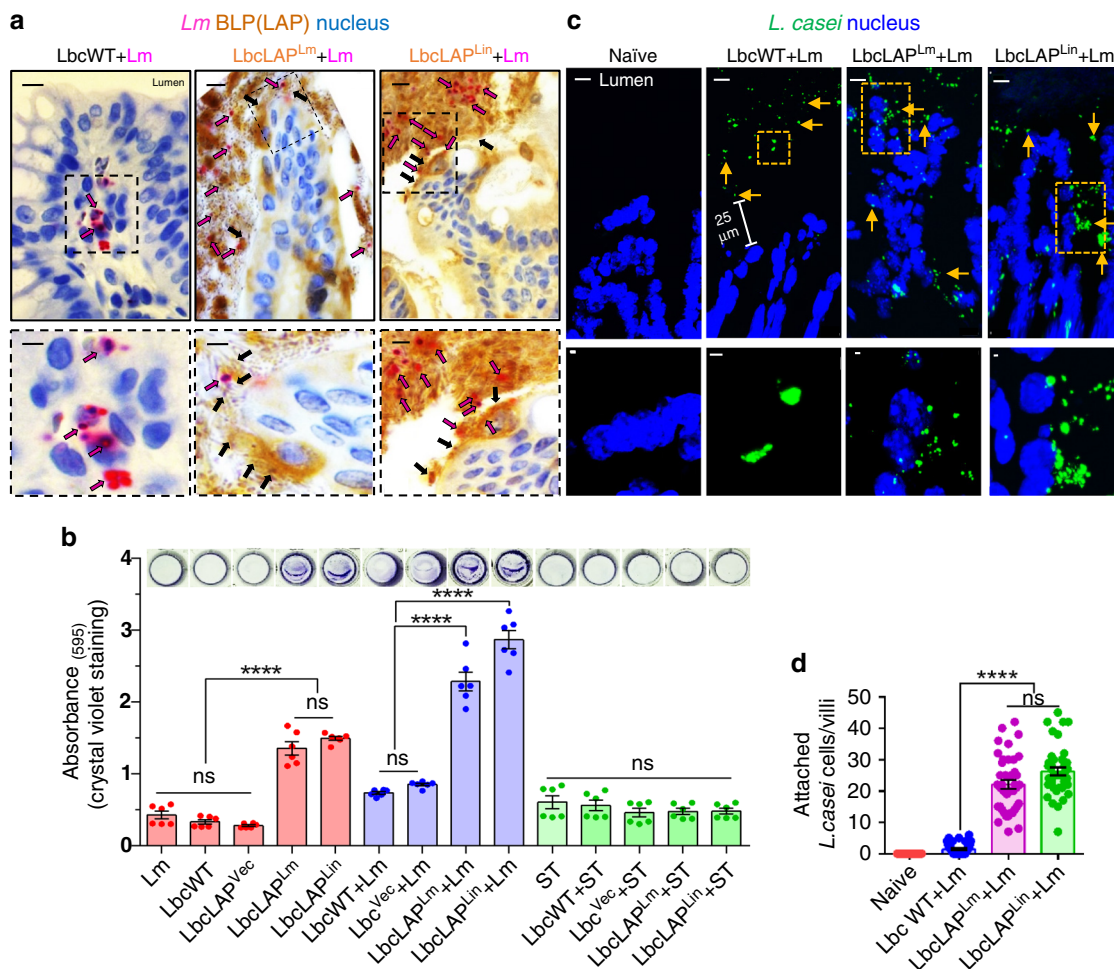 a
Lm BLP(LAP) nucleus
LbcWT+Lm
LbcLAP^Lm+Lm
LbcLAP^Lin+Lm
Lumen
c
L. casei nucleus
Naïve
LbcWT+Lm
LbcLAP^Lm+Lm
LbcLAP^Lin+Lm
Lumen
25
μm
b
Absorbance (595)
(crystal violet staining)
4
3
2
1
0
ns
****
ns
ns
****
****
ns
Lm
LbcWT
LbcLAP^Vec
LbcLAP^Lm
LbcLAP^Lin
LbcWT+Lm
Lbc^Vec+Lm
LbcLAP^Lm+Lm
LbcLAP^Lin+Lm
ST
LbcWT+ST
Lbc^Vec+ST
LbcLAP^Lm+ST
LbcLAP^Lin+ST
d
Attached
L.casei cells/villi
50
40
30
20
10
0
****
ns
Naive
Lbc WT+Lm
LbcLAP^Lm+Lm
LbcLAP^Lin+Lm